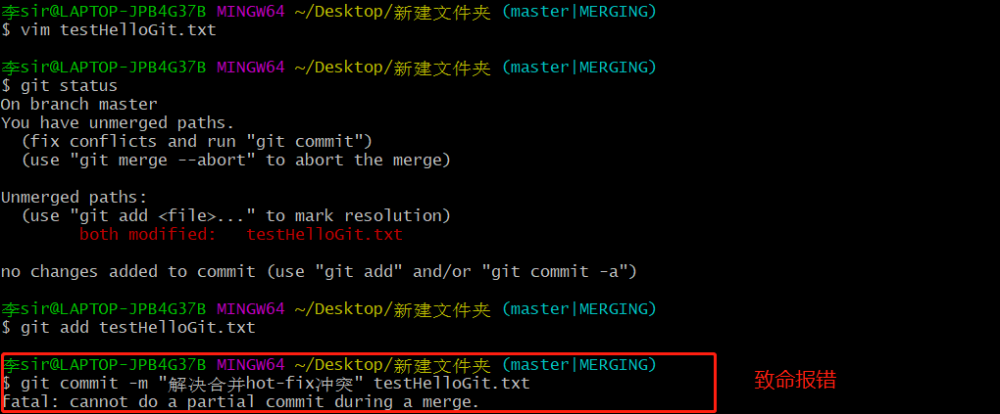 李sir@LAPTOP-JPB4G37B MINGW64 ~/Desktop/新建文件夹 (master|MERGING)
$ vim testHelloGit.txt
李sir@LAPTOP-JPB4G37B MINGW64 ~/Desktop/新建文件夹 (master|MERGING)
$ git status
On branch master
You have unmerged paths.
  (fix conflicts and run "git commit")
  (use "git merge --abort" to abort the merge)
Unmerged paths:
  (use "git add <file>..." to mark resolution)
        both modified:   testHelloGit.txt
no changes added to commit (use "git add" and/or "git commit -a")
李sir@LAPTOP-JPB4G37B MINGW64 ~/Desktop/新建文件夹 (master|MERGING)
$ git add testHelloGit.txt
李sir@LAPTOP-JPB4G37B MINGW64 ~/Desktop/新建文件夹 (master|MERGING)
$ git commit -m "解决合并hot-fix冲突" testHelloGit.txt
fatal: cannot do a partial commit during a merge.
致命报错